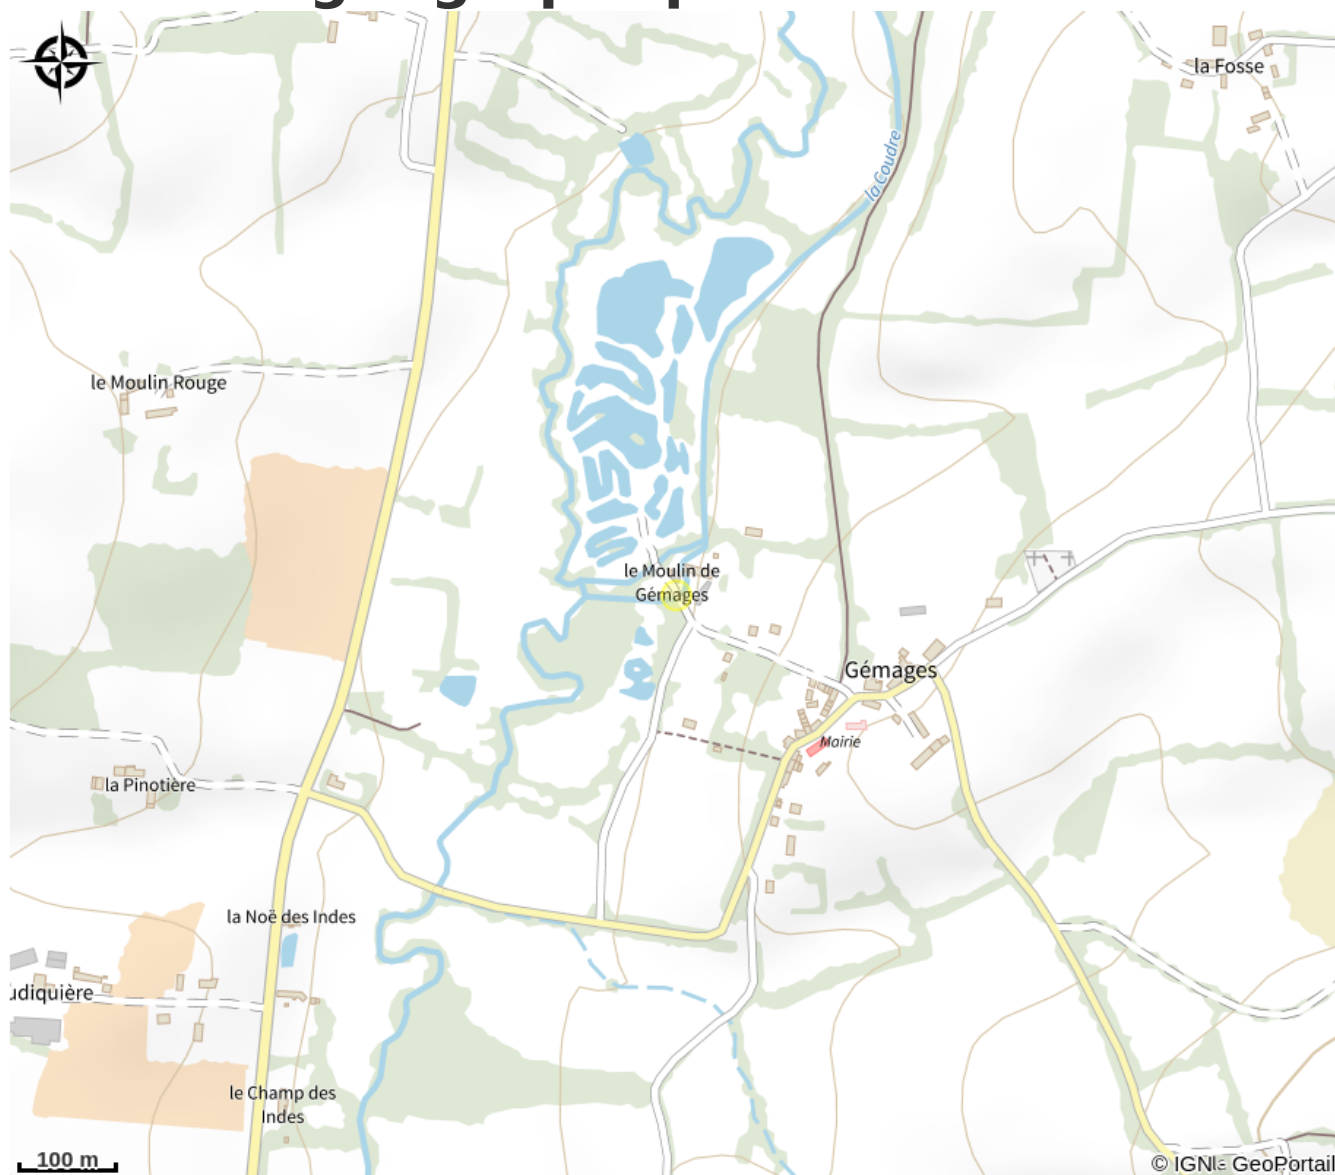 la Fosse
la Coudre
le Moulin Rouge
le Moulin de
Gémages
Gémages
Mairie
la Pinotière
la Noë des Indes
udiquière
le Champ des
Indes
100 m
© IGN - GeoPortail